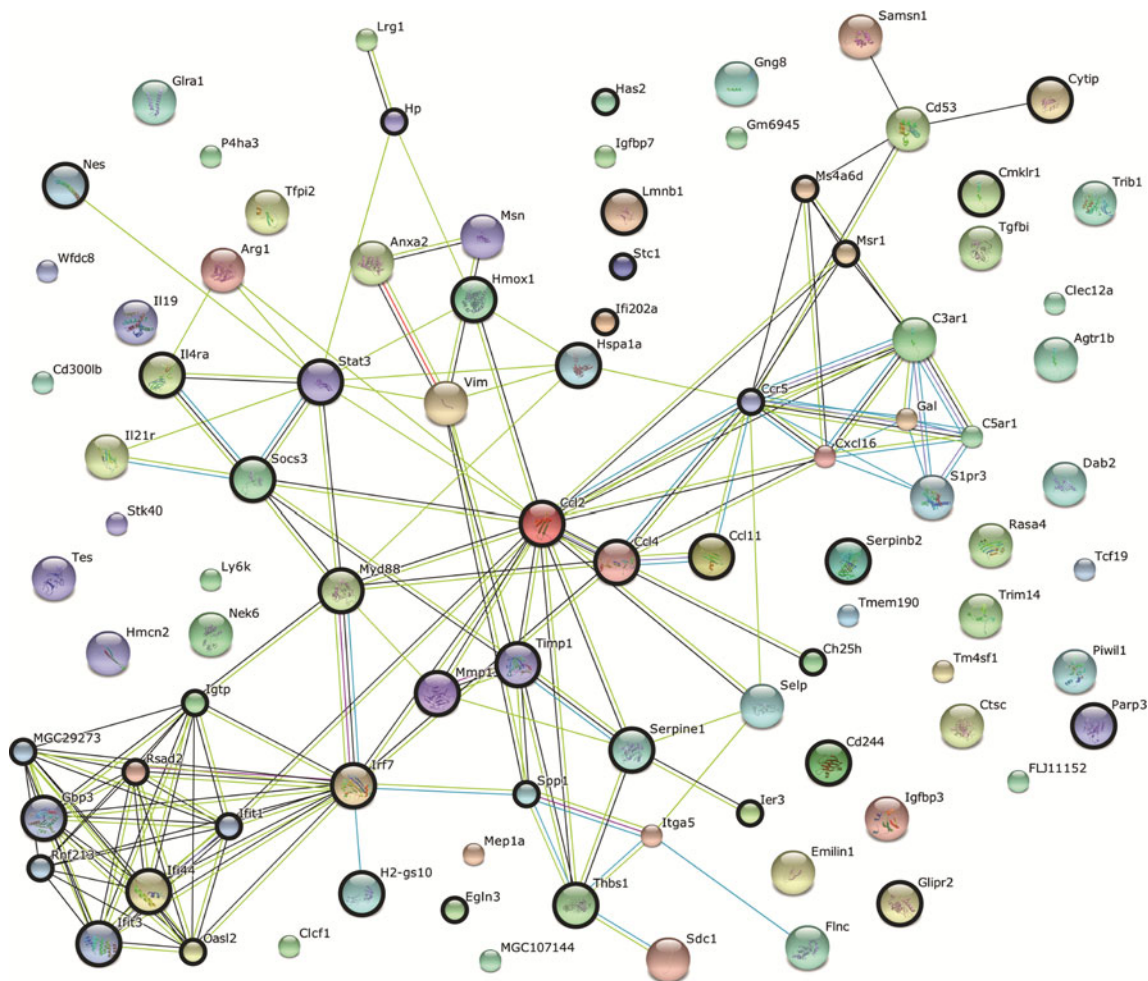 Lrg1
Samsn1
Glra1
Gng8
Hp
Has2
Cytip
Cd53
P4ha3
Igfbp7
Gm6945
Nes
Tfpi2
Ms4a6d
Cmklr1
Trib1
Lmnb1
Msn
Anxa2
Arg1
Msr1
Tgfbi
Wfdc8
Stc1
Hmox1
Il19
Clec12a
Ifi202a
C3ar1
Il4ra
Stat3
Hspa1a
Agtr1b
Cd300lb
Vim
Ccr5
Gal
C5ar1
Il21r
Cxcl16
Socs3
S1pr3
Dab2
Stk40
Ccl2
Rasa4
Ccl4
Ccl11
Serpinb2
Tes
Tcf19
Ly6k
Myd88
Tmem190
Trim14
Nek6
Hmcn2
Timp1
Ch25h
Tm4sf1
Piwil1
Mmp1
Selp
Igtp
Ctsc
Parp3
MGC29273
Serpine1
Rsad2
Irf7
Cd244
FLJ11152
Gbp3
Spp1
Ifit1
Ier3
Igfbp3
Itga5
Rnf213
Mep1a
Ifi44
H2-gs10
Emilin1
Thbs1
Egln3
Glipr2
Ifit3
Oasl2
Clcf1
Sdc1
Flnc
MGC107144